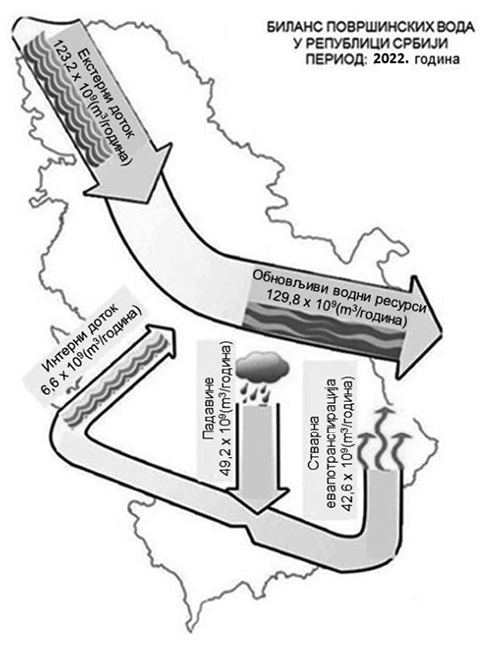 БИЛАНС ПОВРШИНСКИХ ВОДА
У РЕПУБЛИЦИ СРБИЈИ
ПЕРИОД: 2022. година
Екстерни доток
123,2 x 10⁹(m³/година)
Обновљиви водни ресурси
129,8 x 10⁹(m³/година)
Интерни доток
6,6 x 10⁹(m³/година)
Падавине
49,2 x 10⁹(m³/година)
Стварна
евапотранспирација
42,6 x 10⁹(m³/година)